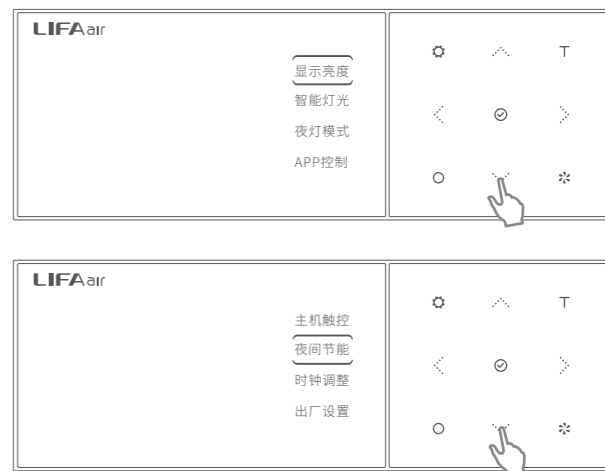 LIFAair
显示亮度
智能灯光
夜灯模式
APP控制
T
LIFAair
主机触控
夜间节能
时钟调整
出厂设置
T